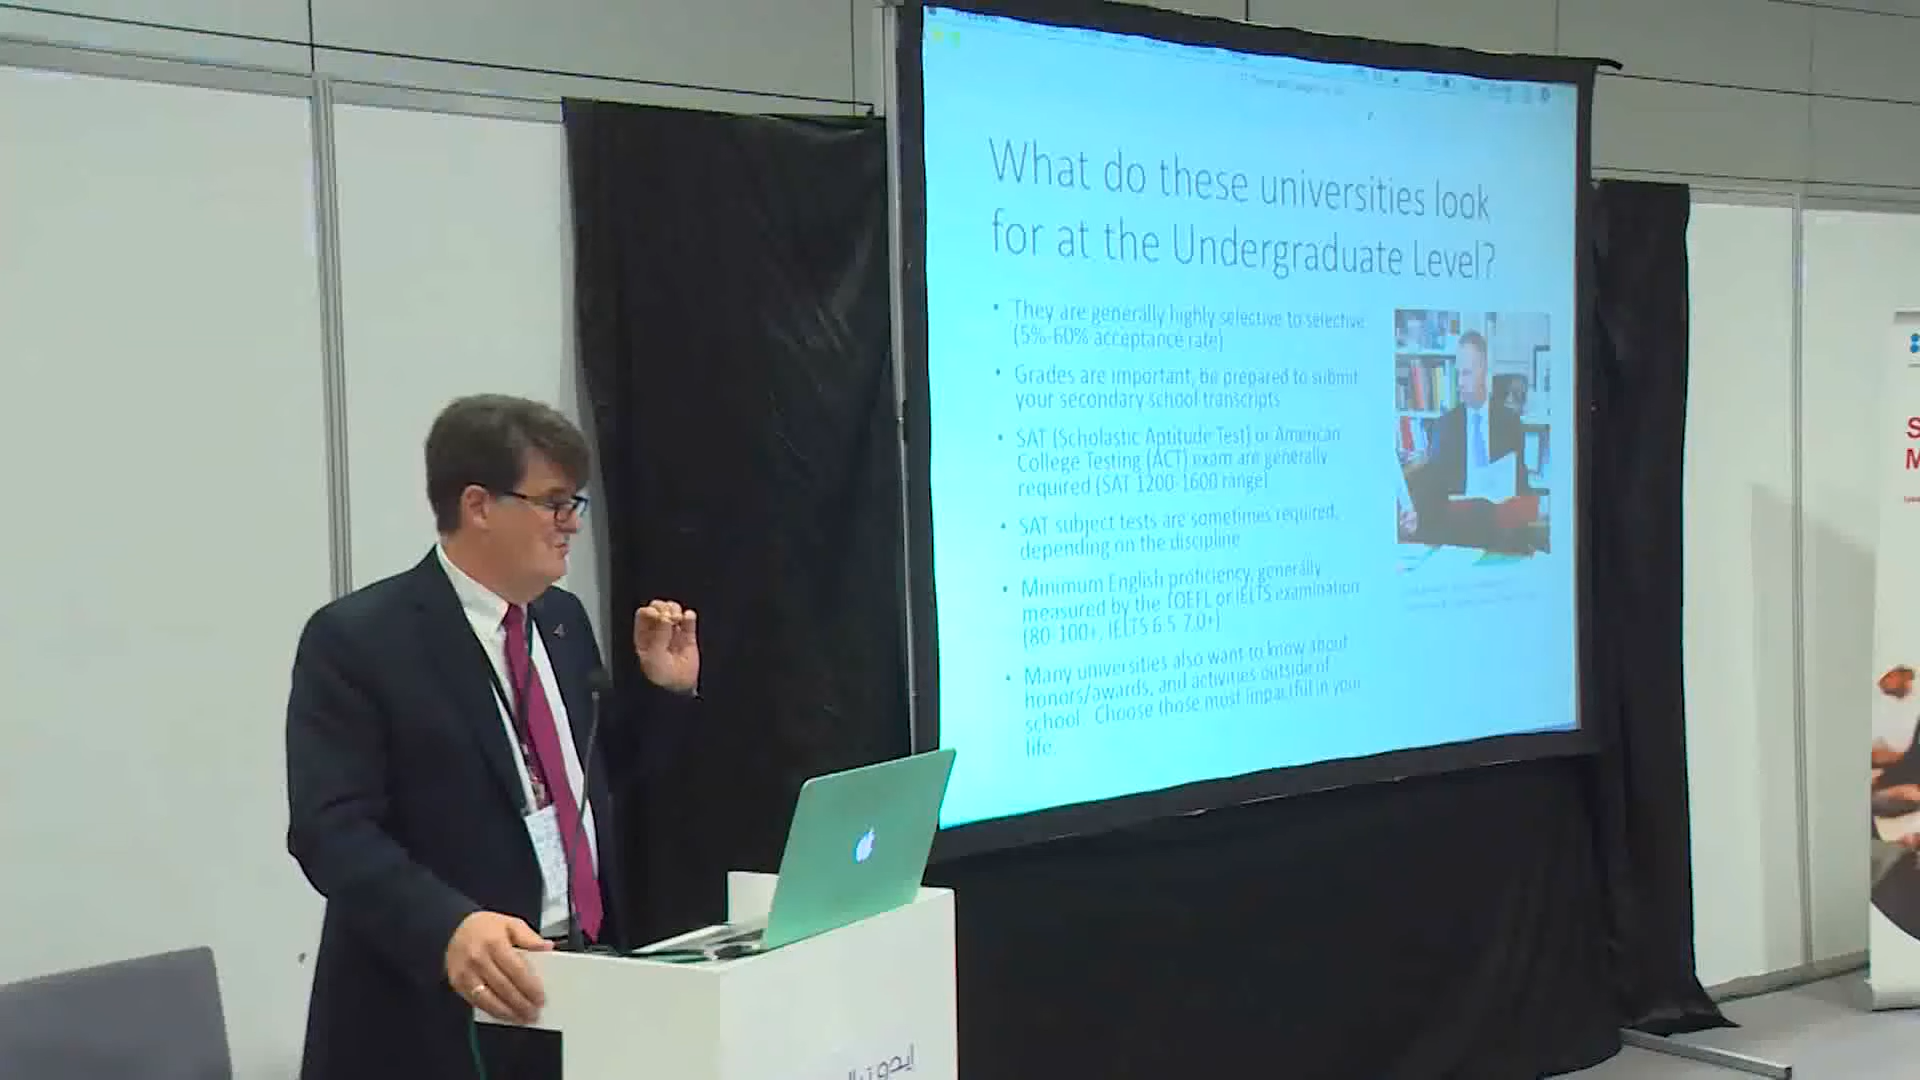 What do these universities look
for at the Undergraduate Level?
• They are generally highly selective to selective
(5%-60% acceptance rate)
• Grades are important, be prepared to submit
your secondary school transcripts
• SAT (Scholastic Aptitude Test) or American
College Testing (ACT) exam are generally
required (SAT 1200-1600 range)
• SAT subject tests are sometimes required,
depending on the discipline
• Minimum English proficiency, generally
measured by the TOEFL or IELTS examination
(80-100+, IELTS 6.5-7.0+)
• Many universities also want to know about
honors/awards, and activities outside of
school. Choose those most impactful in your
life.